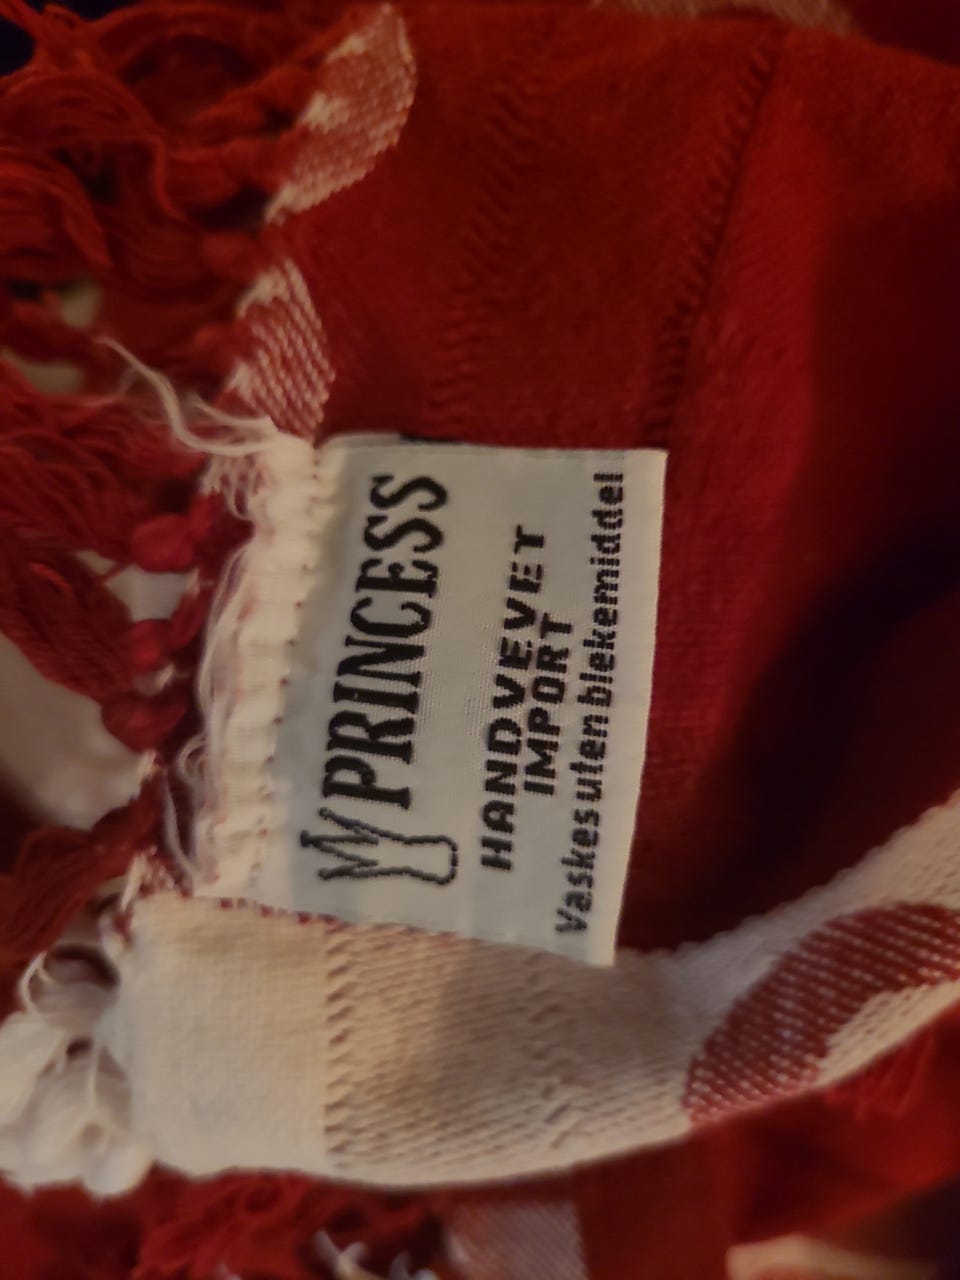 PRINCESS
HANDVEVET
IMPORT
Vaskes uten blekemiddel